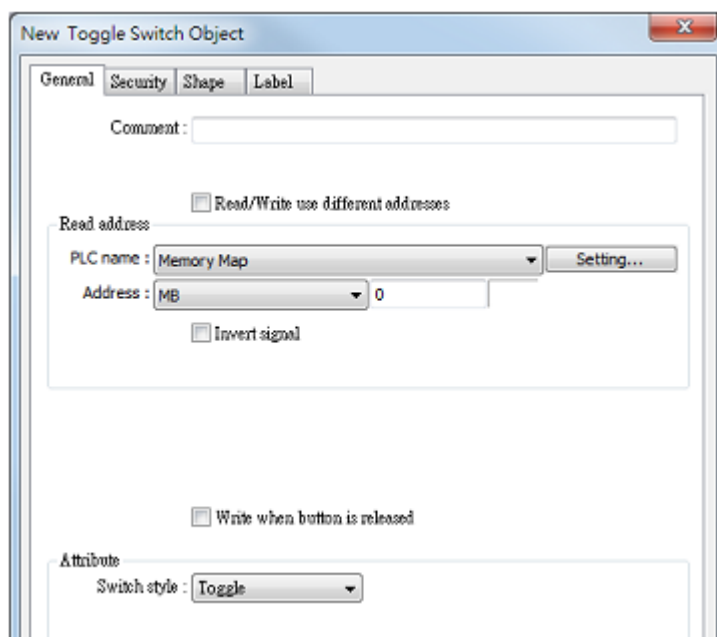 New Toggle Switch Object
General Security Shape Label
Comment :
Read/Write use different addresses
Read address
PLC name : Memory Map Setting...
Address : MB 0
Invert signal
Write when button is released
Attribute
Switch style : Toggle